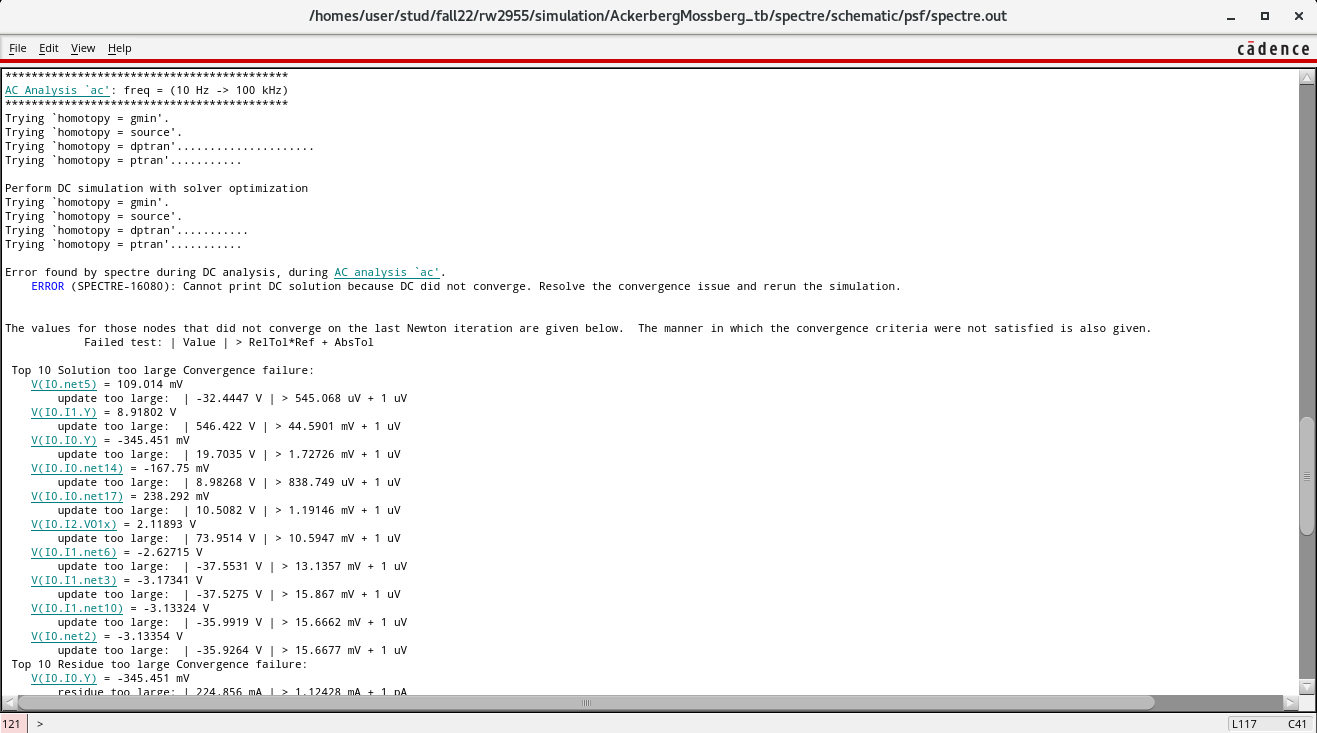 /homes/user/stud/fall22/rw2955/simulation/AckerbergMossberg_tb/spectre/schematic/psf/spectre.out
File Edit View Help
cādence
*******************************************
AC Analysis `ac': freq = (10 Hz -> 100 kHz)
*******************************************
Trying `homotopy = gmin'.
Trying `homotopy = source'.
Trying `homotopy = dptran'.....................
Trying `homotopy = ptran'...........
Perform DC simulation with solver optimization
Trying `homotopy = gmin'.
Trying `homotopy = source'.
Trying `homotopy = dptran'...........
Trying `homotopy = ptran'...........
Error found by spectre during DC analysis, during AC analysis `ac'.
ERROR (SPECTRE-16080): Cannot print DC solution because DC did not converge. Resolve the convergence issue and rerun the simulation.
The values for those nodes that did not converge on the last Newton iteration are given below.  The manner in which the convergence criteria were not satisfied is also given.
Failed test: | Value | > RelTol*Ref + AbsTol
Top 10 Solution too large Convergence failure:
V(I0.net5) = 109.014 mV
update too large:  | -32.4447 V | > 545.068 uV + 1 uV
V(I0.I1.Y) = 8.91802 V
update too large:  | 546.422 V | > 44.5901 mV + 1 uV
V(I0.I0.Y) = -345.451 mV
update too large:  | 19.7035 V | > 1.72726 mV + 1 uV
V(I0.I0.net14) = -167.75 mV
update too large:  | 8.98268 V | > 838.749 uV + 1 uV
V(I0.I0.net17) = 238.292 mV
update too large:  | 10.5082 V | > 1.19146 mV + 1 uV
V(I0.I2.VO1x) = 2.11893 V
update too large:  | 73.9514 V | > 10.5947 mV + 1 uV
V(I0.I1.net6) = -2.62715 V
update too large:  | -37.5531 V | > 13.1357 mV + 1 uV
V(I0.I1.net3) = -3.17341 V
update too large:  | -37.5275 V | > 15.867 mV + 1 uV
V(I0.I1.net10) = -3.13324 V
update too large:  | -35.9919 V | > 15.6662 mV + 1 uV
V(I0.net2) = -3.13354 V
update too large:  | -35.9264 V | > 15.6677 mV + 1 uV
Top 10 Residue too large Convergence failure:
V(I0.I0.Y) = -345.451 mV
residue too large:  | 224.856 mA | > 1.12428 mA + 1 pA
121 >
L117 C41